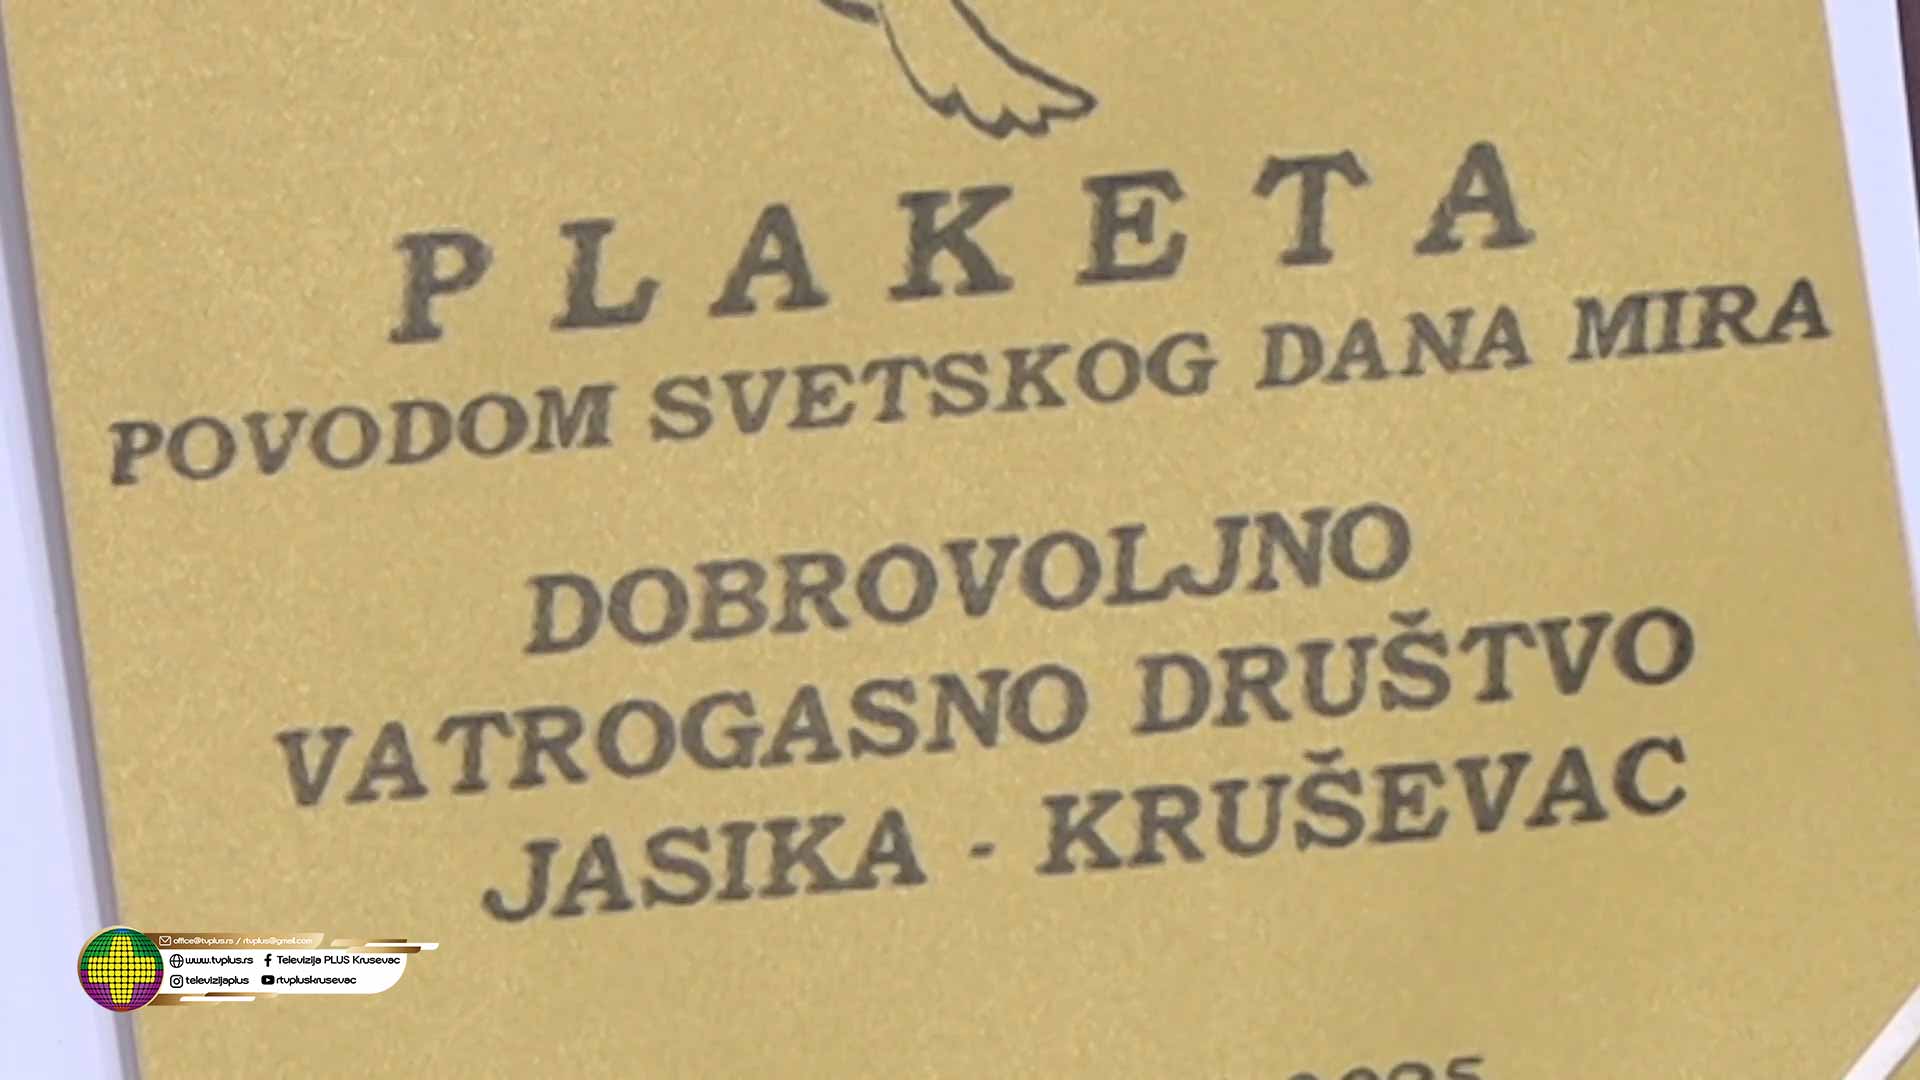 PLAKETA
POVODOM SVETSKOG DANA MIRA
DOBROVOLJNO
VATROGASNO DRUŠTVO
JASIKA - KRUŠEVAC
office@tvplus.rs / rtvplus@gmail.com
www.tvplus.rs Televizija PLUS Krusevac
televizijaplus rtvpluskrusevac